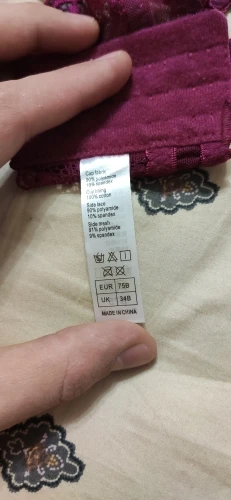 Cup fabric
90% polyamide
10% spandex
Cup lining
100% cotton
Side lace
90% polyamide
10% spandex
Side mesh
91% polyamide
9% spandex
EUR 75B
UK 34B
MADE IN CHINA